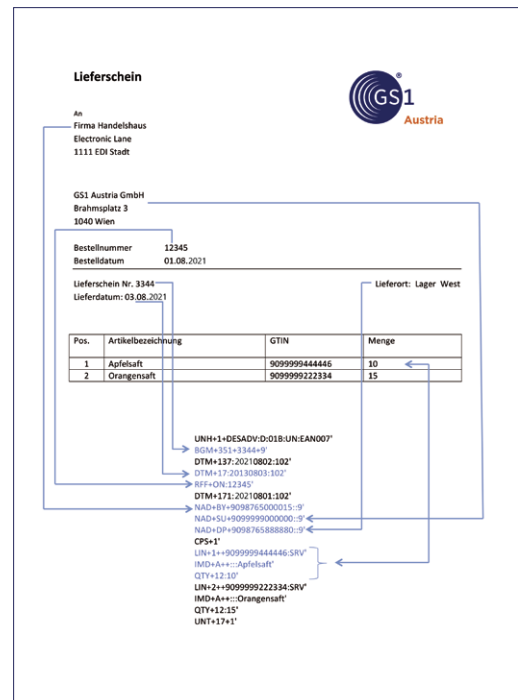 Lieferschein
GS1
®
Austria
An
Firma Handelshaus
Electronic Lane
1111 EDI Stadt
GS1 Austria GmbH
Brahmsplatz 3
1040 Wien
Bestellnummer 12345
Bestelldatum 01.08.2021
Lieferschein Nr. 3344 Lieferort: Lager West
Lieferdatum: 03.08.2021
Pos. Artikelbezeichnung GTIN Menge
1 Apfelsaft 9099999444446 10
2 Orangensaft 9099999222334 15
UNH+1+DESADV:D:01B:UN:EAN007'
BGM+351+3344+9'
DTM+137:20210802:102'
DTM+17:20130803:102'
RFF+ON:12345'
DTM+171:20210801:102'
NAD+BY+9098765000015::9'
NAD+SU+9099999000000::9'
NAD+DP+9098765888880::9'
CPS+1'
LIN+1++9099999444446:SRV'
IMD+A++:::Apfelsaft'
QTY+12:10'
LIN+2++9099999222334:SRV'
IMD+A++:::Orangensaft'
QTY+12:15'
UNT+17+1'